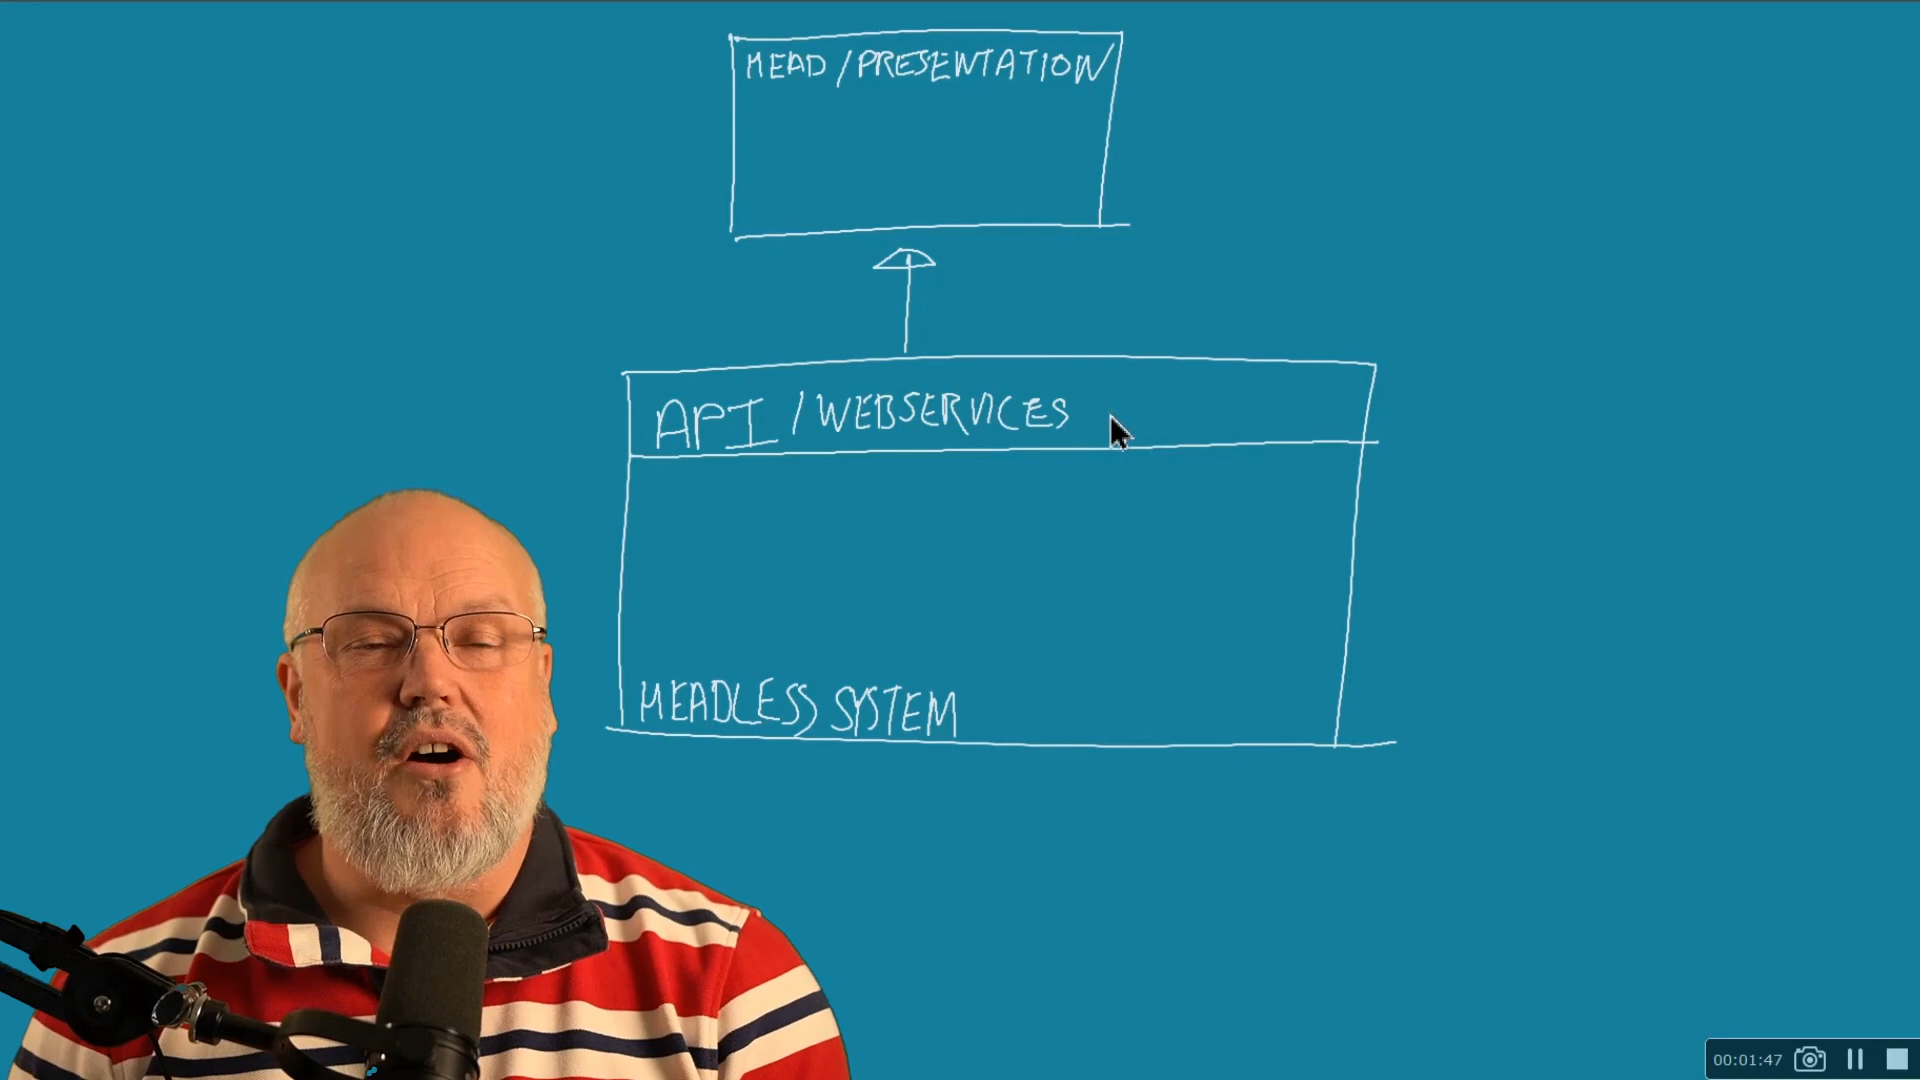 HEAD/PRESENTATION
API/WEBSERVICES
HEADLESS SYSTEM
00:01:47